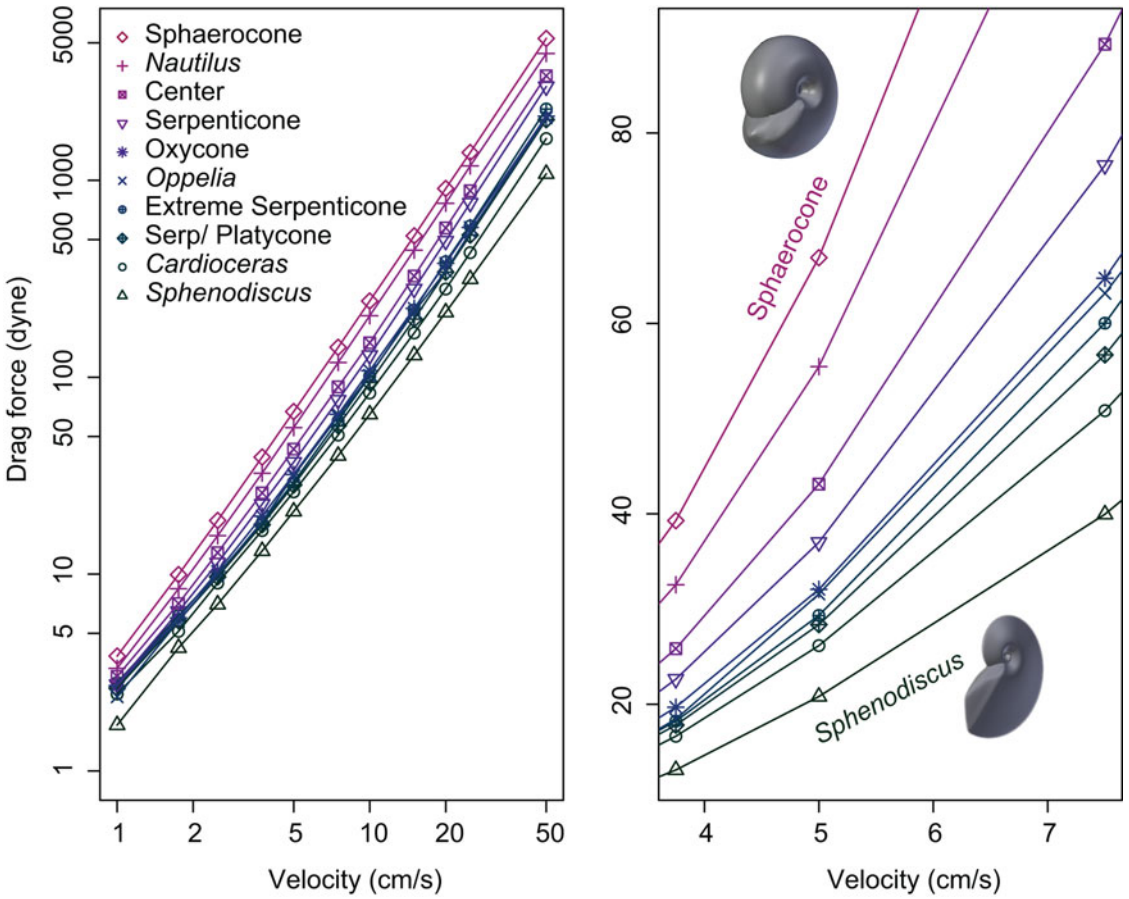 Sphaerocone
Nautilus
Center
Serpenticone
Oxycone
Oppelia
Extreme Serpenticone
Serp/ Platycone
Cardioceras
Sphenodiscus
Drag force (dyne)
5000
1000
500
100
50
10
5
1
1
2
5
10
20
50
Velocity (cm/s)
80
60
40
20
Sphaerocone
Sphenodiscus
4
5
6
7
Velocity (cm/s)